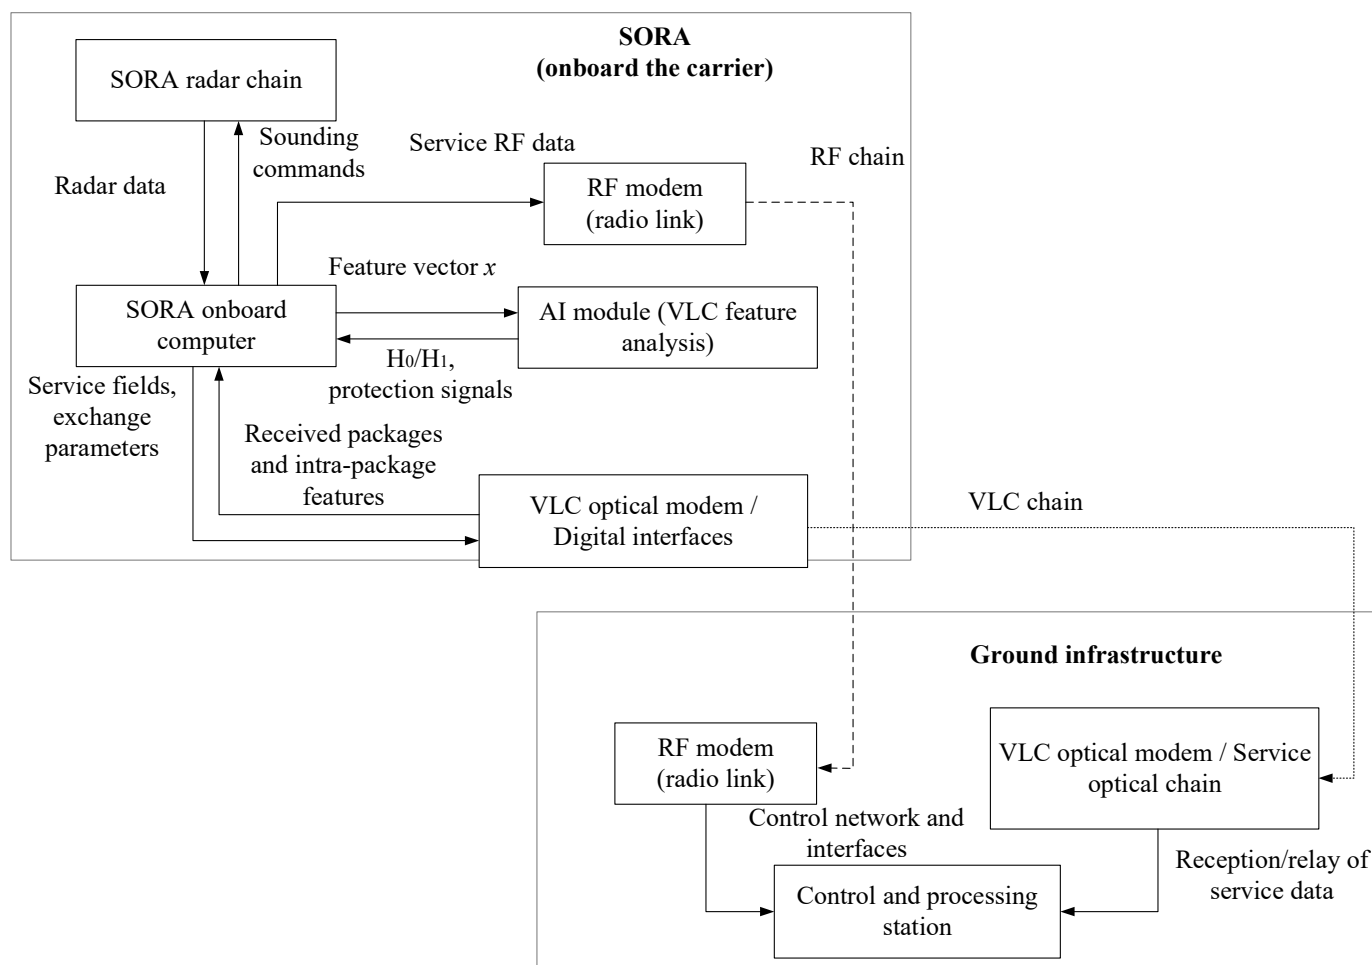 SORA
(onboard the carrier)
SORA radar chain
Sounding
commands
Service RF data
RF chain
Radar data
RF modem
(radio link)
Feature vector x
SORA onboard
computer
AI module (VLC feature
analysis)
H0/H1,
protection signals
Service fields,
exchange
parameters
Received packages
and intra-package
features
VLC optical modem /
Digital interfaces
VLC chain
Ground infrastructure
RF modem
(radio link)
VLC optical modem / Service
optical chain
Control network and
interfaces
Reception/relay of
service data
Control and processing
station